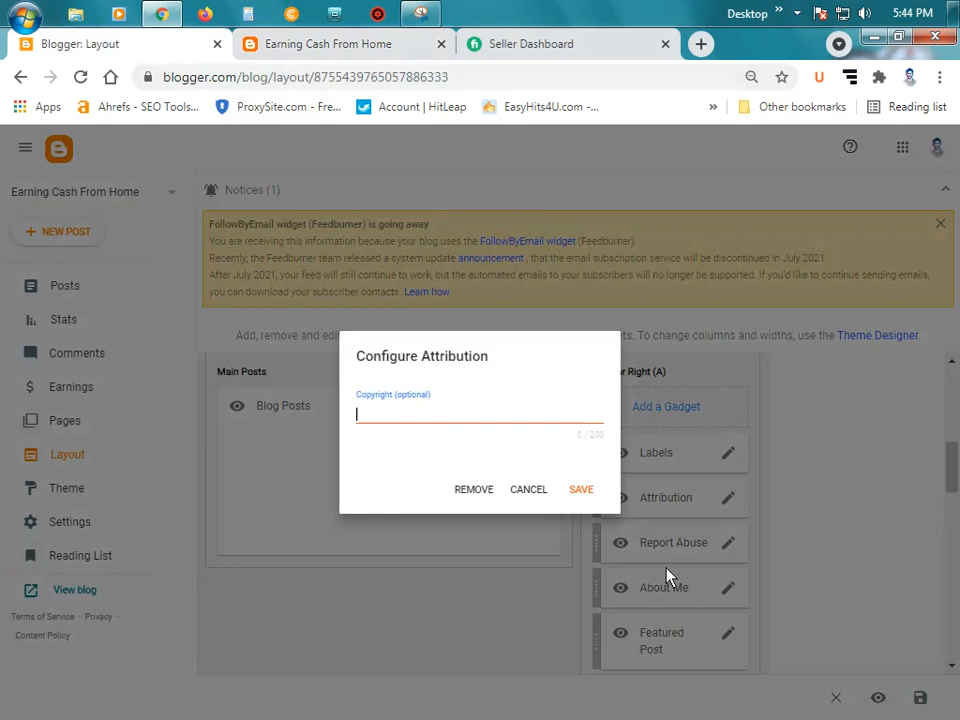 Desktop
»
5:44 PM
Blogger: Layout
Earning Cash From Home
Seller Dashboard
blogger.com/blog/layout/8755439765057886333
Apps
Ahrefs - SEO Tools...
ProxySite.com - Fre...
Account | HitLeap
EasyHits4U.com -...
»
Other bookmarks
Reading list
Earning Cash From Home
NEW POST
Posts
Stats
Comments
Earnings
Pages
Layout
Theme
Settings
Reading List
View blog
Terms of Service · Privacy ·
Content Policy
Notices (1)
FollowByEmail widget (Feedburner) is going away
You are receiving this information because your blog uses the FollowByEmail widget (Feedburner).
Recently, the Feedburner team released a system update announcement , that the email subscription service will be discontinued in July 2021.
After July 2021, your feed will still continue to work, but the automated emails to your subscribers will no longer be supported. If you'd like to continue sending emails,
you can download your subscriber contacts. Learn how
Add, remove and edi
ts. To change columns and widths, use the Theme Designer.
Main Posts
Blog Posts
Configure Attribution
Copyright (optional)
0 / 200
REMOVE
CANCEL
SAVE
ar Right (A)
Add a Gadget
Labels
Attribution
Report Abuse
About Me
Featured
Post